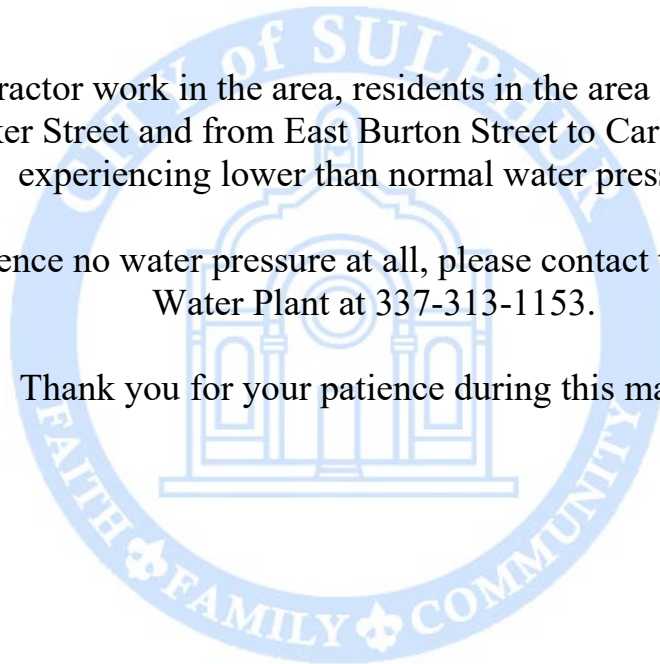 CITY of SULPHUR
ractor work in the area, residents in the area
ker Street and from East Burton Street to Car
experiencing lower than normal water press
ence no water pressure at all, please contact
Water Plant at 337-313-1153.
Thank you for your patience during this ma
FAITH FAMILY COMMUNITY